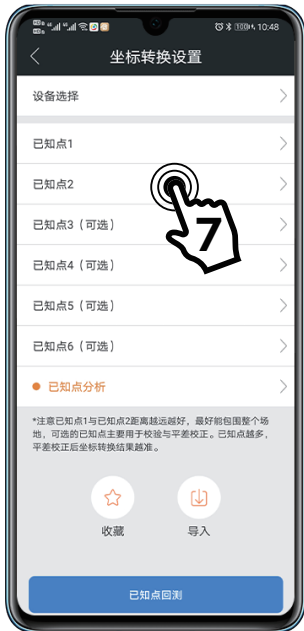 10:48
坐标转换设置
设备选择
已知点1
已知点2
已知点3（可选）
7
已知点4（可选）
已知点5（可选）
已知点6（可选）
已知点分析
*注意已知点1与已知点2距离越远越好，最好能包围整个场
地，可选的已知点主要用于校验与平差校正。已知点越多，
平差校正后坐标转换结果越准。
收藏 导入
已知点回测